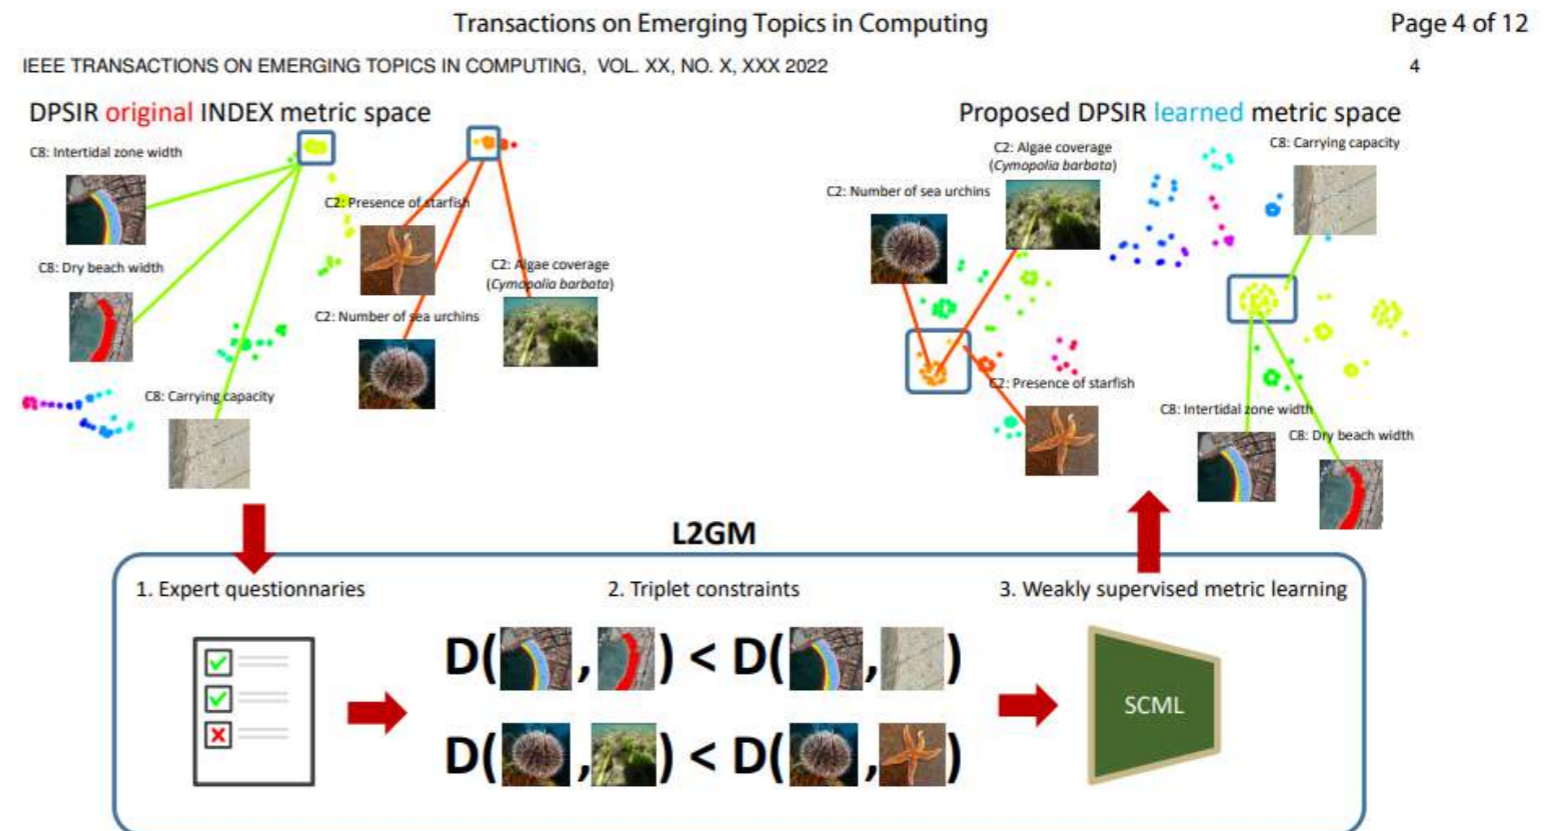 Transactions on Emerging Topics in Computing
Page 4 of 12
IEEE TRANSACTIONS ON EMERGING TOPICS IN COMPUTING, VOL. XX, NO. X, XXX 2022
4
DPSIR original INDEX metric space
C8: Intertidal zone width
C2: Presence of starfish
C8: Dry beach width
C2: Algae coverage
(Cymopolia barbata)
C2: Number of sea urchins
C8: Carrying capacity
Proposed DPSIR learned metric space
C2: Algae coverage
(Cymopolia barbata)
C8: Carrying capacity
C2: Number of sea urchins
C2: Presence of starfish
C8: Intertidal zone width
C8: Dry beach width
L2GM
1. Expert questionnaries
2. Triplet constraints
3. Weakly supervised metric learning
D( , ) < D( , )
D( , ) < D( , )
SCML